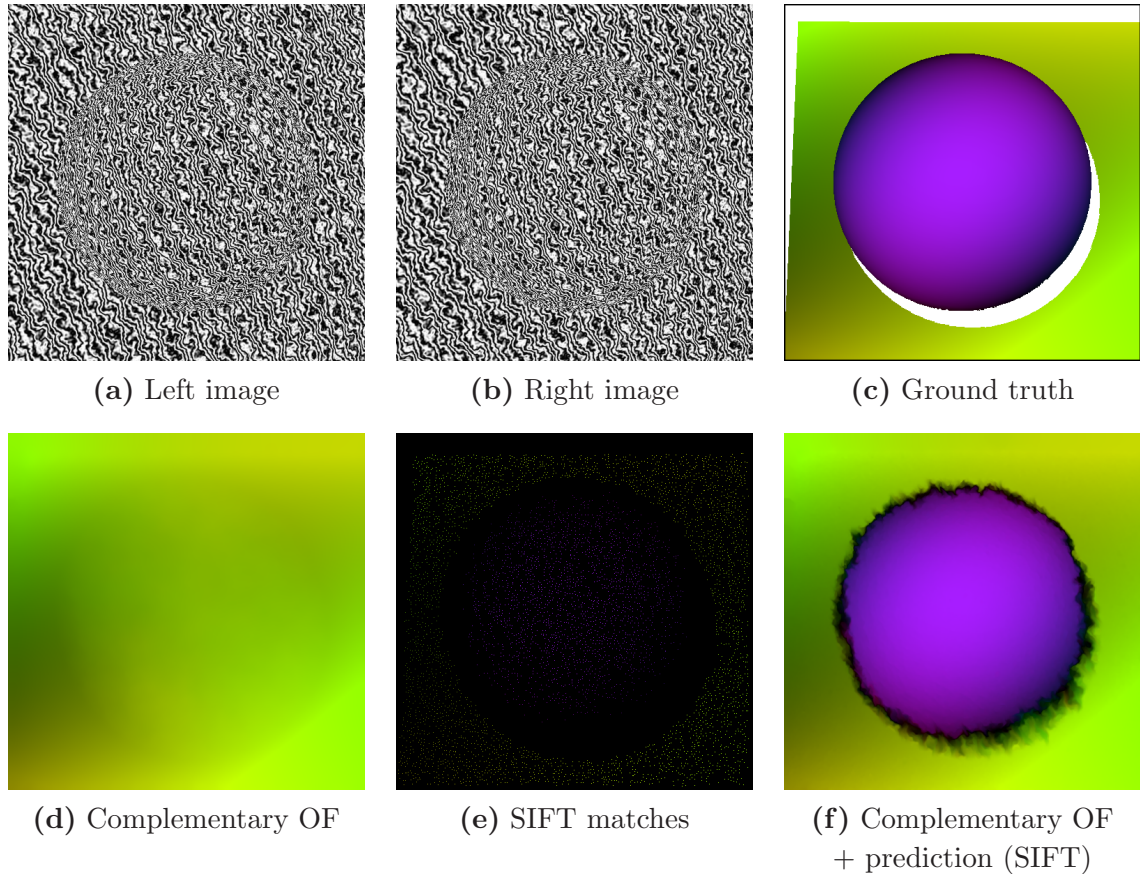 (a) Left image
(b) Right image
(c) Ground truth
(d) Complementary OF
(e) SIFT matches
(f) Complementary OF
+ prediction (SIFT)